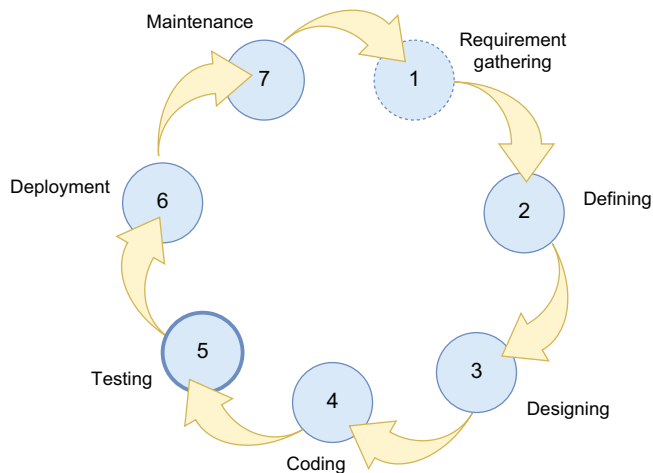 Maintenance
Requirement
gathering
7
1
Deployment
6
2
Defining
5
3
Testing
4
Designing
Coding